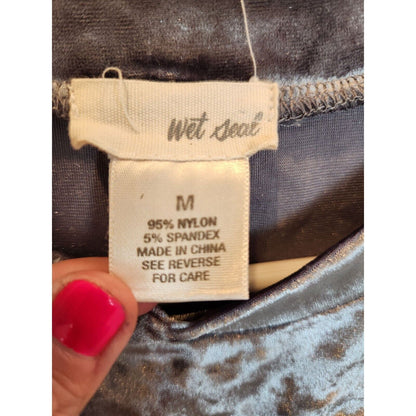 Wet Seal
M
95% NYLON
5% SPANDEX
MADE IN CHINA
SEE REVERSE
FOR CARE